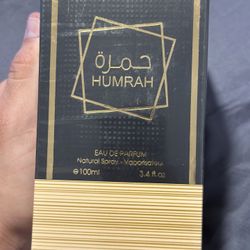 حمرة
HUMRAH
EAU DE PARFUM
Natural Spray - Vaporisateur
℮100ml 3.4 fl.oz